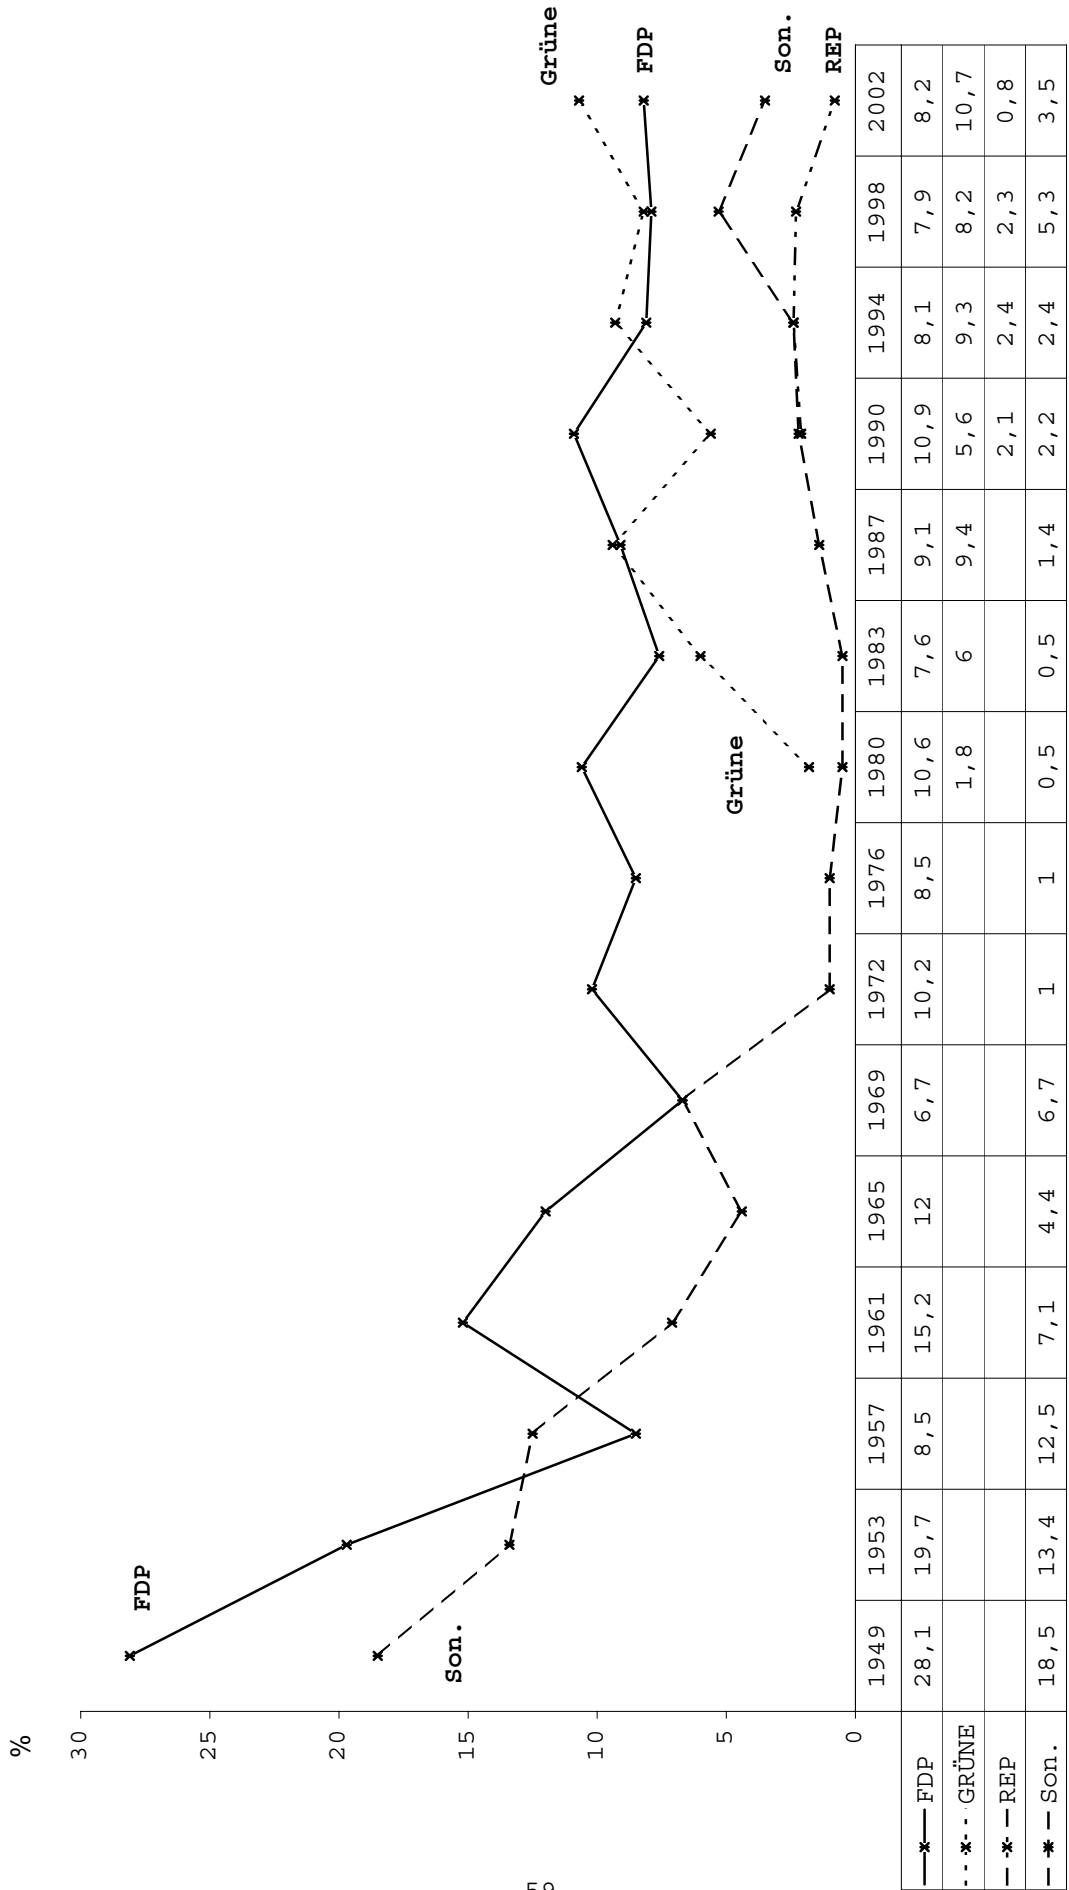 %
30
25
20
15
10
5
0
FDP
Son.
Grüne
Grüne
FDP
Son.
REP
1949 1953 1957 1961 1965 1969 1972 1976 1980 1983 1987 1990 1994 1998 2002
FDP 28,1 19,7 8,5 15,2 12 6,7 10,2 8,5 10,6 7,6 9,1 10,9 8,1 7,9 8,2
GRÜNE 1,8 6 9,4 5,6 9,3 8,2 10,7
REP 2,1 2,4 2,3 0,8
Son. 18,5 13,4 12,5 7,1 4,4 6,7 1 1 0,5 0,5 1,4 2,2 2,4 5,3 3,5